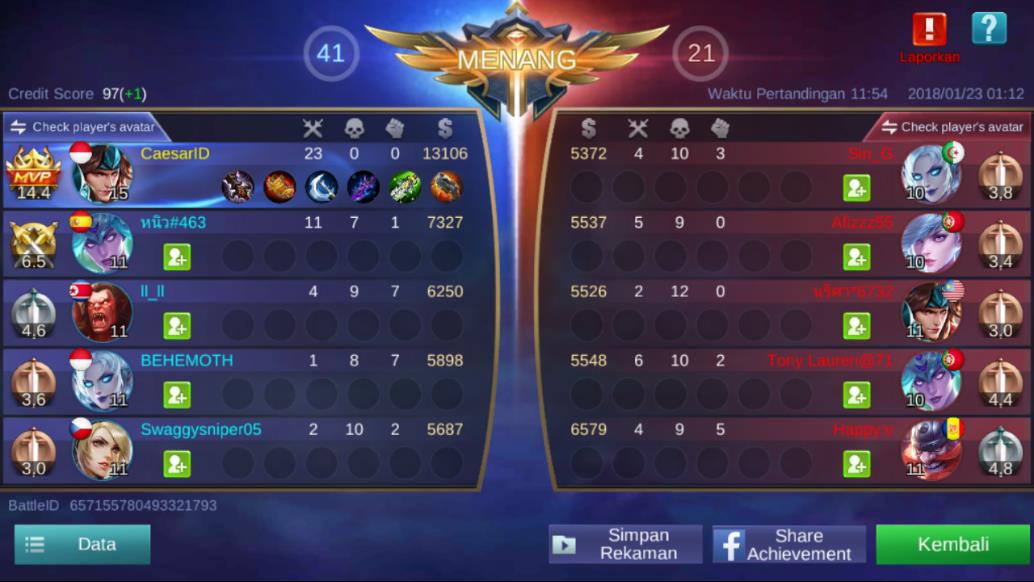 41
MENANG
21
Laporkan
Credit Score 97(+1)
Waktu Pertandingan 11:54 2018/01/23 01:12
Check player's avatar
Check player's avatar
MVP
14.4
15
CaesarID 23 0 0 13106
5372 4 10 3 Sin_G
10
3,8
6.5
11
หนิว#463 11 7 1 7327
5537 5 9 0 Alizzz55
10
3,4
4,6
11
ll_ll 4 9 7 6250
5526 2 12 0
11
3,0
3,6
11
BEHEMOTH 1 8 7 5898
5548 6 10 2 Tony Lauren@71
10
4,4
3,0
11
Swaggysniper05 2 10 2 5687
6579 4 9 5 Happy:v
11
4,8
BattleID 657155780493321793
Data
Simpan
Rekaman
Share
Achievement
Kembali